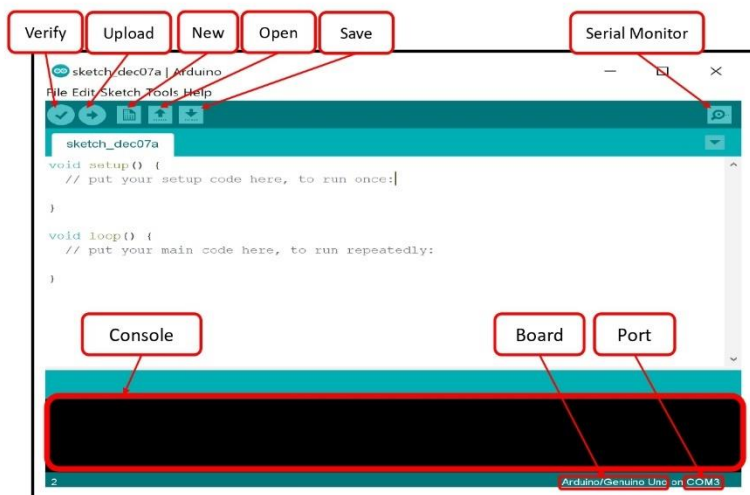 Verify Upload New Open Save Serial Monitor
sketch_dec07a | Arduino
File Edit Sketch Tools Help
sketch_dec07a
void setup() {
// put your setup code here, to run once:
}
void loop() {
// put your main code here, to run repeatedly:
}
Console Board Port
2 Arduino/Genuino Uno on COM3